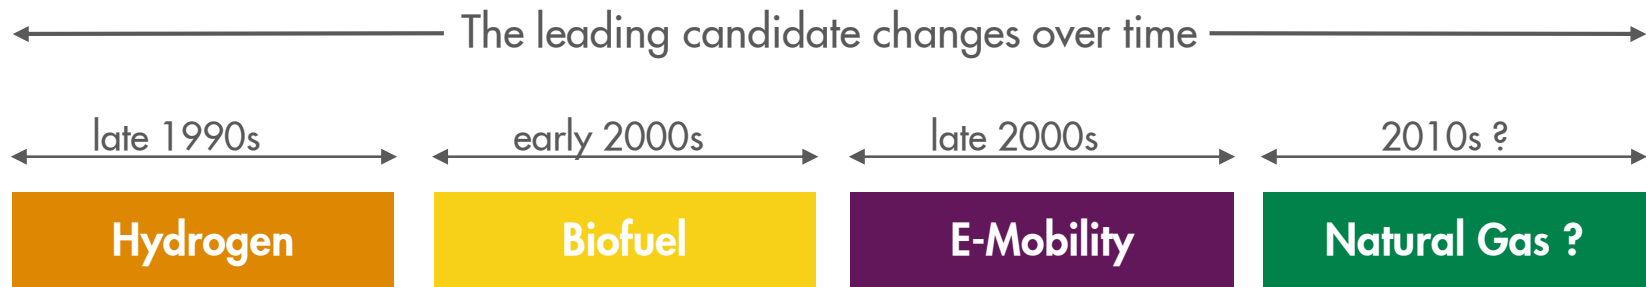 The leading candidate changes over time
late 1990s early 2000s late 2000s 2010s ?
Hydrogen Biofuel E-Mobility Natural Gas ?